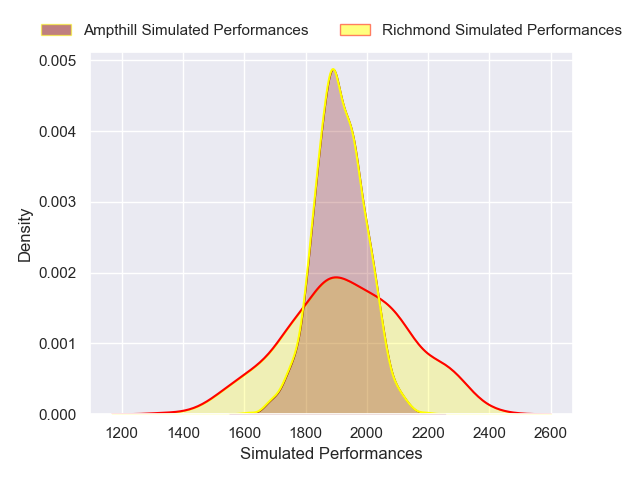 Ampthill Simulated Performances Richmond Simulated Performances
0.005
0.004
0.003
0.002
0.001
0.000
Density
1200 1400 1600 1800 2000 2200 2400 2600
Simulated Performances